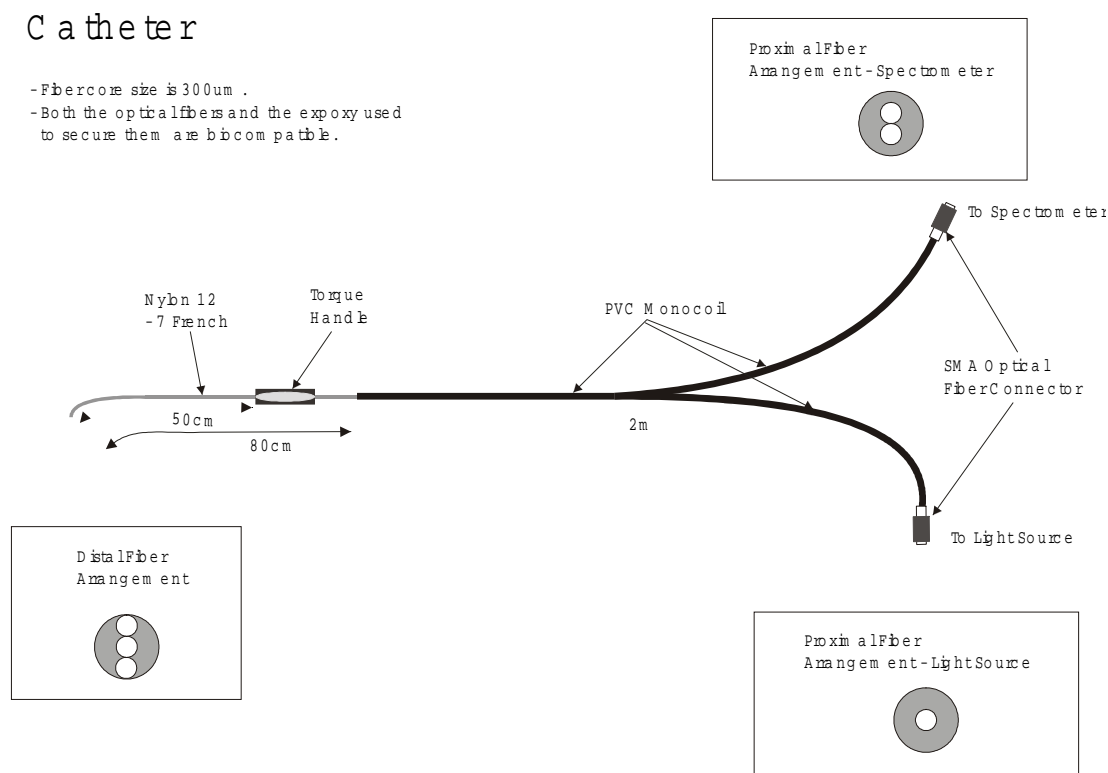 Catheter
-Fiber core size is 300um.
-Both the optical fibers and the expoxy used
to secure them are biocompatible.
Proximal Fiber
Arrangement-Spectrometer
To Spectrometer
Nylon 12
-7 French
Torque
Handle
PVC Monocoil
SMA Optical
Fiber Connector
50cm
80cm
2m
To Light Source
Distal Fiber
Arrangement
Proximal Fiber
Arrangement-Light Source